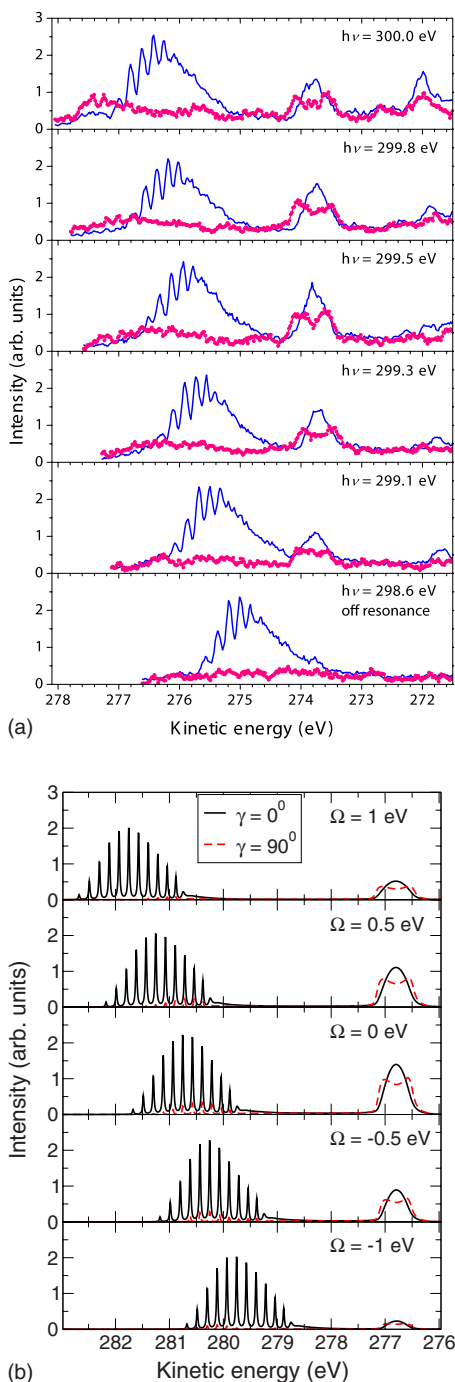 3
hν = 300.0 eV
2
1
0
hν = 299.8 eV
2
1
0
hν = 299.5 eV
2
1
0
hν = 299.3 eV
2
1
0
hν = 299.1 eV
2
1
0
hν = 298.6 eV
off resonance
2
1
0
Intensity (arb. units)
278 277 276 275 274 273 272
(a) Kinetic energy (eV)
3
γ = 0⁰
γ = 90⁰
Ω = 1 eV
2
1
0
Ω = 0.5 eV
2
1
0
Ω = 0 eV
2
1
0
Ω = -0.5 eV
2
1
0
Ω = -1 eV
2
1
0
Intensity (arb. units)
282 281 280 279 278 277 276
(b) Kinetic energy (eV)